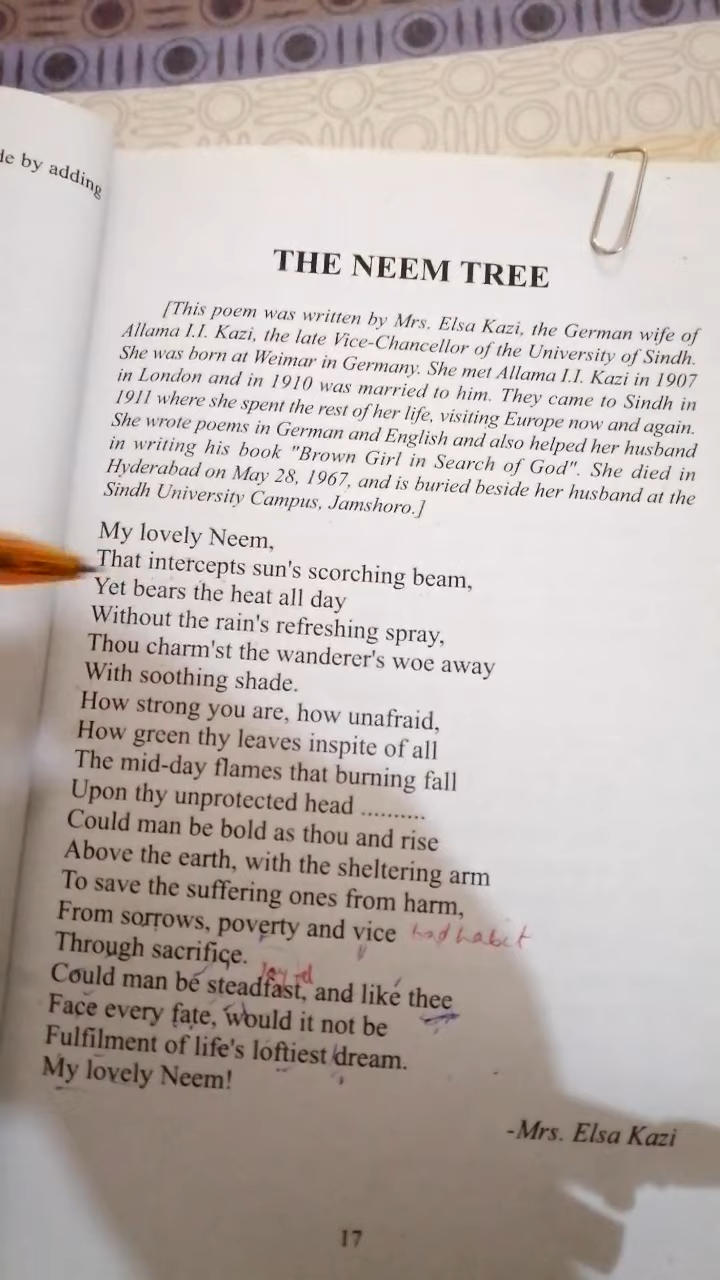 de by adding
THE NEEM TREE
[This poem was written by Mrs. Elsa Kazi, the German wife of
Allama I.I. Kazi, the late Vice-Chancellor of the University of Sindh.
She was born at Weimar in Germany. She met Allama I.I. Kazi in 1907
in London and in 1910 was married to him. They came to Sindh in
1911 where she spent the rest of her life, visiting Europe now and again.
She wrote poems in German and English and also helped her husband
in writing his book "Brown Girl in Search of God". She died in
Hyderabad on May 28, 1967, and is buried beside her husband at the
Sindh University Campus, Jamshoro.]
My lovely Neem,
That intercepts sun's scorching beam,
Yet bears the heat all day
Without the rain's refreshing spray,
Thou charm'st the wanderer's woe away
With soothing shade.
How strong you are, how unafraid,
How green thy leaves inspite of all
The mid-day flames that burning fall
Upon thy unprotected head ..........
Could man be bold as thou and rise
Above the earth, with the sheltering arm
To save the suffering ones from harm,
From sorrows, poverty and vice bad habit
Through sacrifice.
Could man be steadfast, and like thee
Face every fate, would it not be
Fulfilment of life's loftiest dream.
My lovely Neem!
-Mrs. Elsa Kazi
17